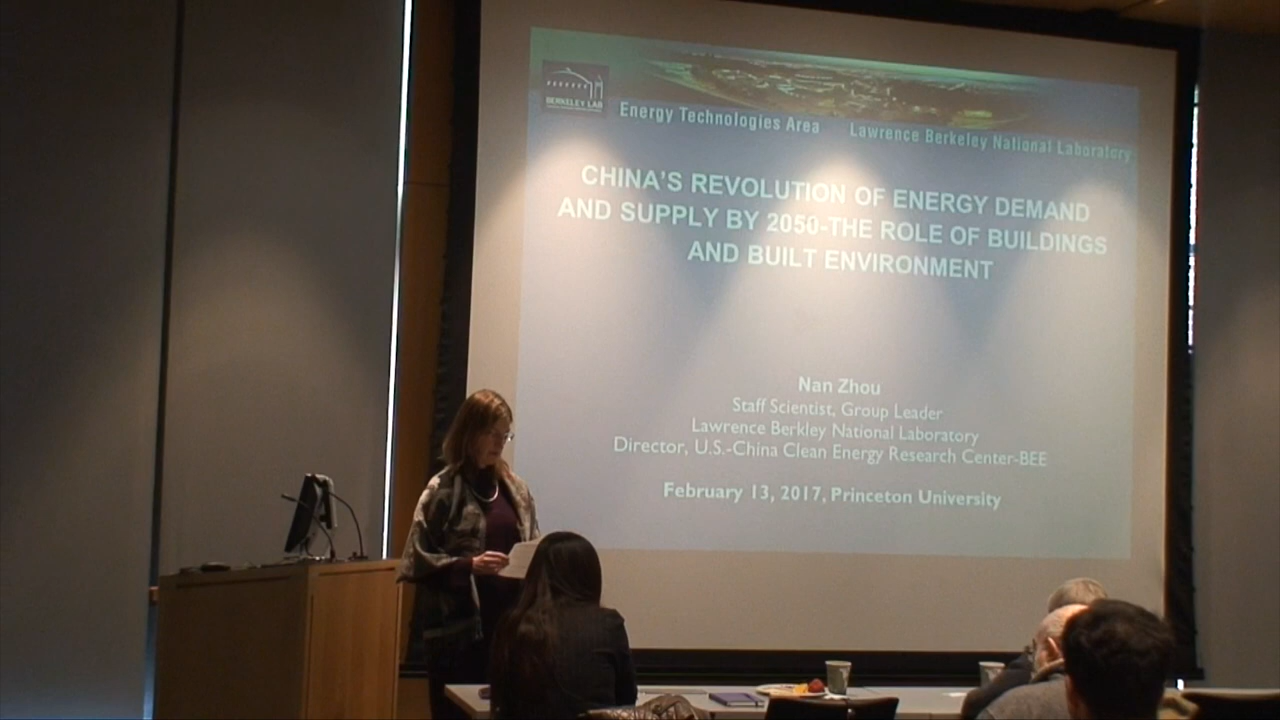 BERKELEY LAB
Energy Technologies Area Lawrence Berkeley National Laboratory
CHINA'S REVOLUTION OF ENERGY DEMAND
AND SUPPLY BY 2050-THE ROLE OF BUILDINGS
AND BUILT ENVIRONMENT
Nan Zhou
Staff Scientist, Group Leader
Lawrence Berkley National Laboratory
Director, U.S.-China Clean Energy Research Center-BEE
February 13, 2017, Princeton University